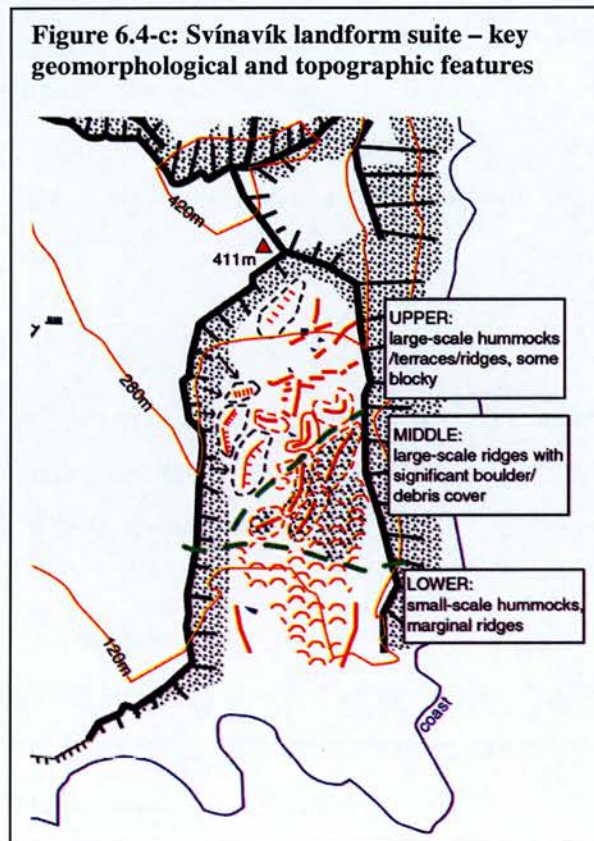 Figure 6.4-c: Svínavík landform suite – key
geomorphological and topographic features
420m
411m
280m
120m
UPPER:
large-scale hummocks
/terraces/ridges, some
blocky
MIDDLE:
large-scale ridges with
significant boulder/
debris cover
LOWER:
small-scale hummocks,
marginal ridges
coast